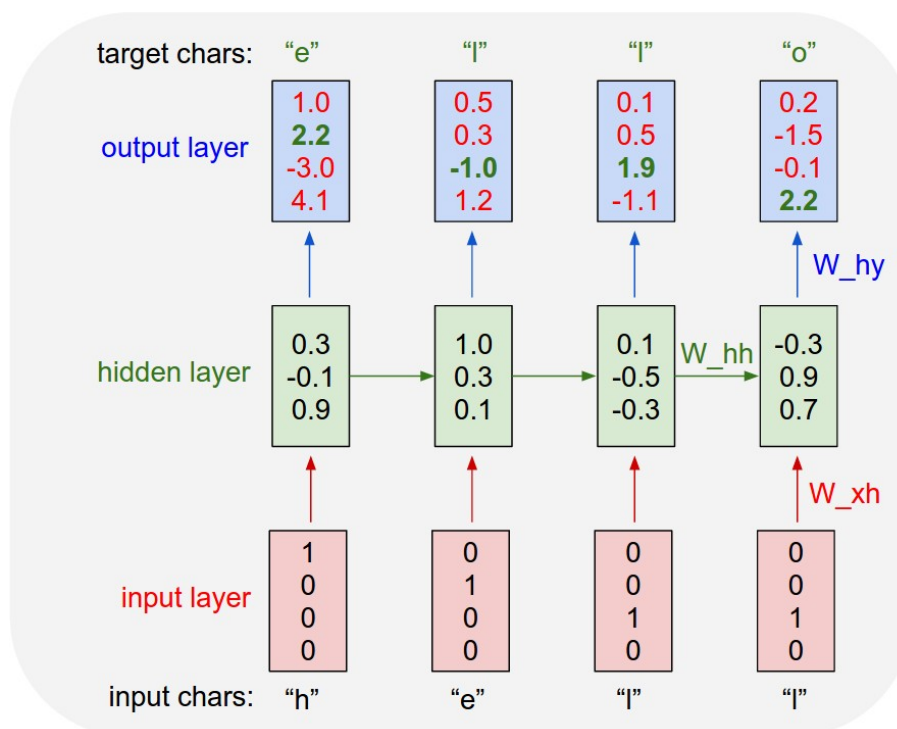 target chars: “e” “l” “l” “o”
output layer
1.0 0.5 0.1 0.2
2.2 0.3 0.5 -1.5
-3.0 -1.0 1.9 -0.1
4.1 1.2 -1.1 2.2
W_hy
hidden layer
0.3 1.0 0.1 -0.3
-0.1 0.3 -0.5 0.9
0.9 0.1 -0.3 0.7
W_hh
W_xh
input layer
1 0 0 0
0 1 0 0
0 0 1 1
0 0 0 0
input chars: “h” “e” “l” “l”